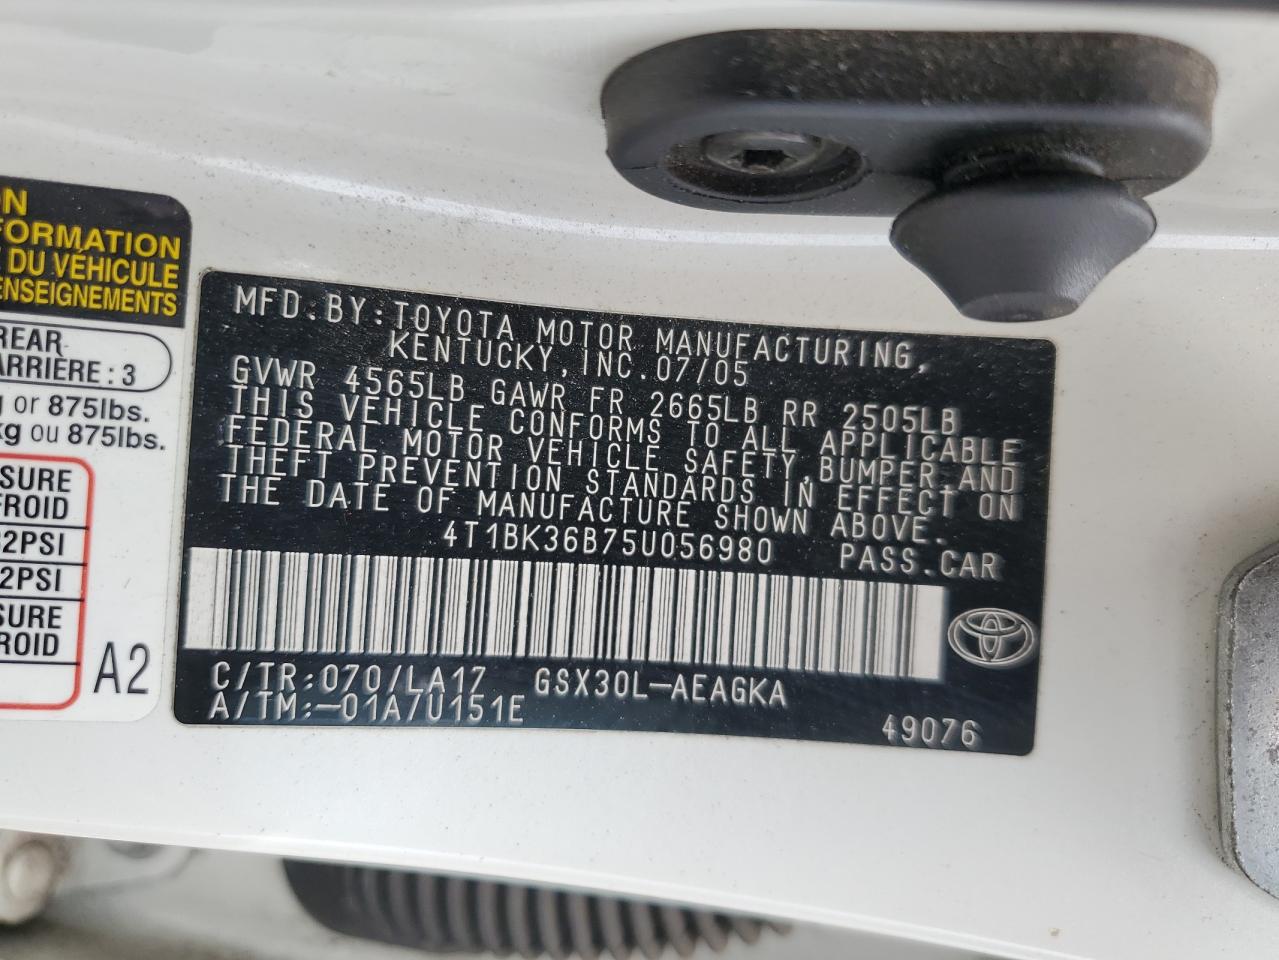 N
FORMATION
DU VÉHICULE
ENSEIGNEMENTS
REAR
ARRIÈRE : 3
or 875lbs.
kg ou 875lbs.
SURE
FROID
2PSI
2PSI
SURE
ROID
A2
MFD.BY:TOYOTA MOTOR MANUFACTURING,
KENTUCKY,INC.07/05
GVWR 4565LB GAWR FR 2665LB RR 2505LB
THIS VEHICLE CONFORMS TO ALL APPLICABLE
FEDERAL MOTOR VEHICLE SAFETY,BUMPER,AND
THEFT PREVENTION STANDARDS IN EFFECT ON
THE DATE OF MANUFACTURE SHOWN ABOVE.
4T1BK36B75U056980 PASS.CAR
C/TR:070/LA17 GSX30L-AEAGKA
A/TM:-01A/U151E
49076